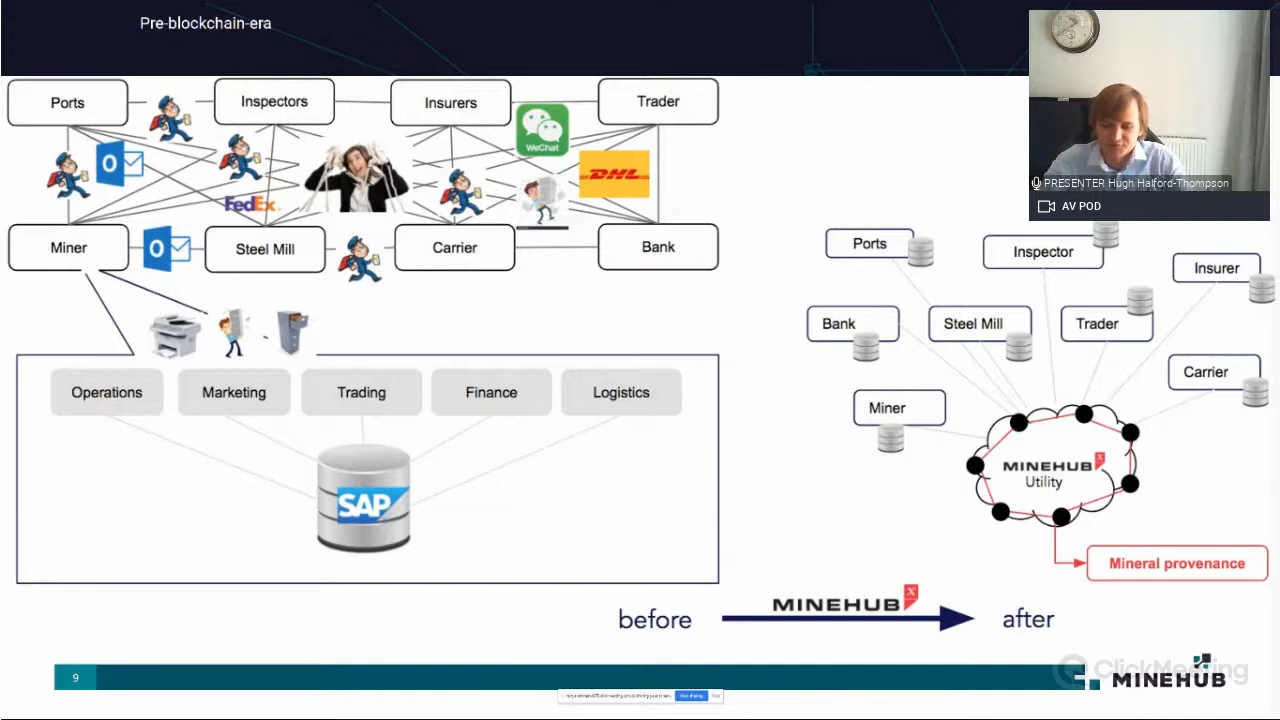 Pre-blockchain-era
Ports
Inspectors
Insurers
Trader
WeChat
DHL
FedEx
Miner
Steel Mill
Carrier
Bank
Operations
Marketing
Trading
Finance
Logistics
SAP
PRESENTER Hugh Halford-Thompson
AV POD
Ports
Inspector
Insurer
Bank
Steel Mill
Trader
Carrier
Miner
MINEHUB X
Utility
Mineral provenance
before
MINEHUB X
after
9
ClickMeeting
MINEHUB